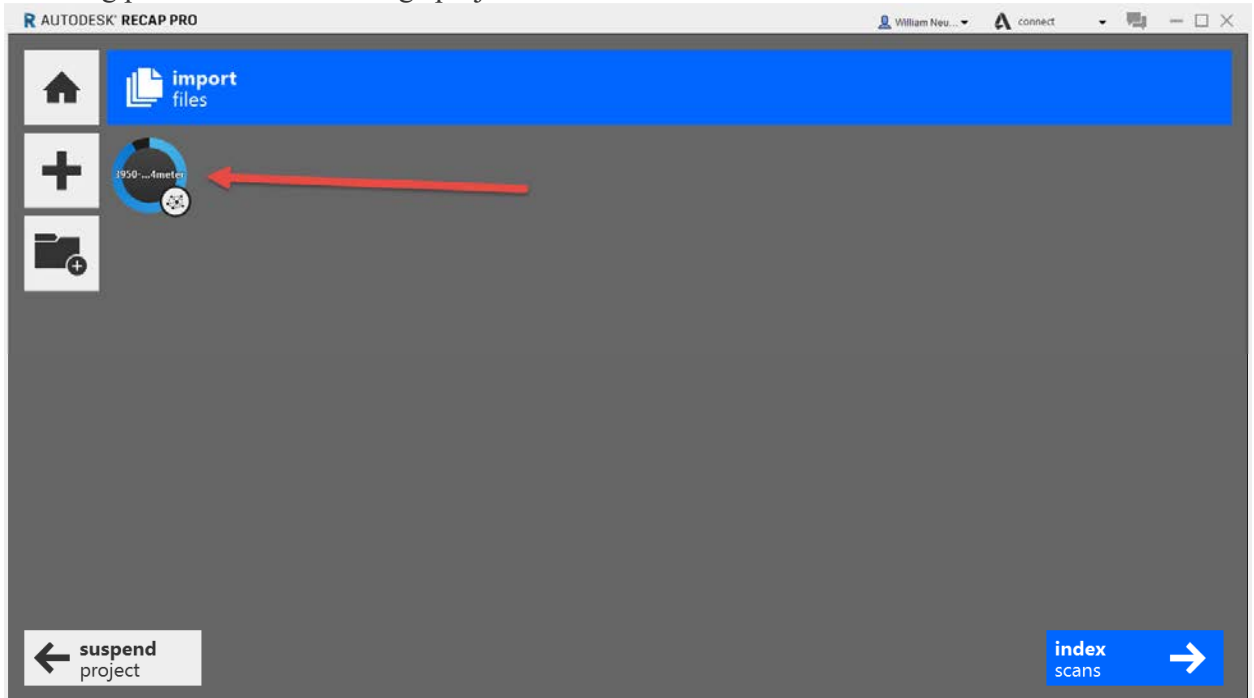 AUTODESK' RECAP PRO
William Neu...
connect
import
files
3950-...4meter
suspend
project
index
scans